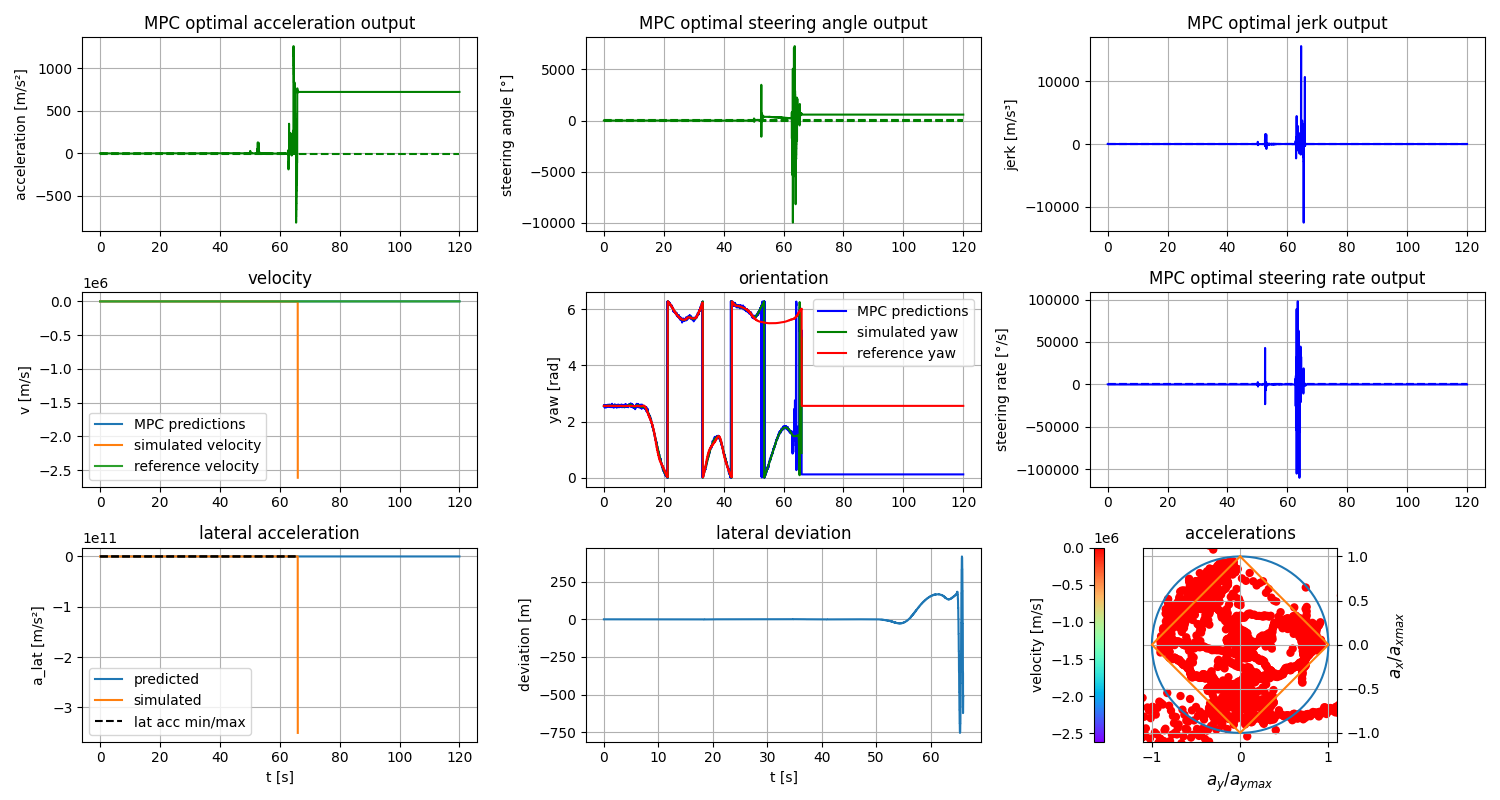 MPC optimal acceleration output
acceleration [m/s²]
1000
500
0
−500
0 20 40 60 80 100 120
MPC optimal steering angle output
steering angle [°]
5000
0
−5000
−10000
0 20 40 60 80 100 120
MPC optimal jerk output
jerk [m/s³]
10000
0
−10000
0 20 40 60 80 100 120
velocity
1e6
v [m/s]
0.0
−0.5
−1.0
−1.5
−2.0
−2.5
MPC predictions
simulated velocity
reference velocity
0 20 40 60 80 100 120
orientation
yaw [rad]
6
4
2
0
MPC predictions
simulated yaw
reference yaw
0 20 40 60 80 100 120
MPC optimal steering rate output
steering rate [°/s]
100000
50000
0
−50000
−100000
0 20 40 60 80 100 120
lateral acceleration
1e11
a_lat [m/s²]
0
−1
−2
−3
predicted
simulated
lat acc min/max
0 20 40 60 80 100 120
t [s]
lateral deviation
deviation [m]
250
0
−250
−500
−750
0 10 20 30 40 50 60
t [s]
accelerations
1e6
velocity [m/s]
0.0
−0.5
−1.0
−1.5
−2.0
−2.5
1.0
0.5
0.0
−0.5
−1.0
a_x/a_xmax
−1 0 1
a_y/a_ymax